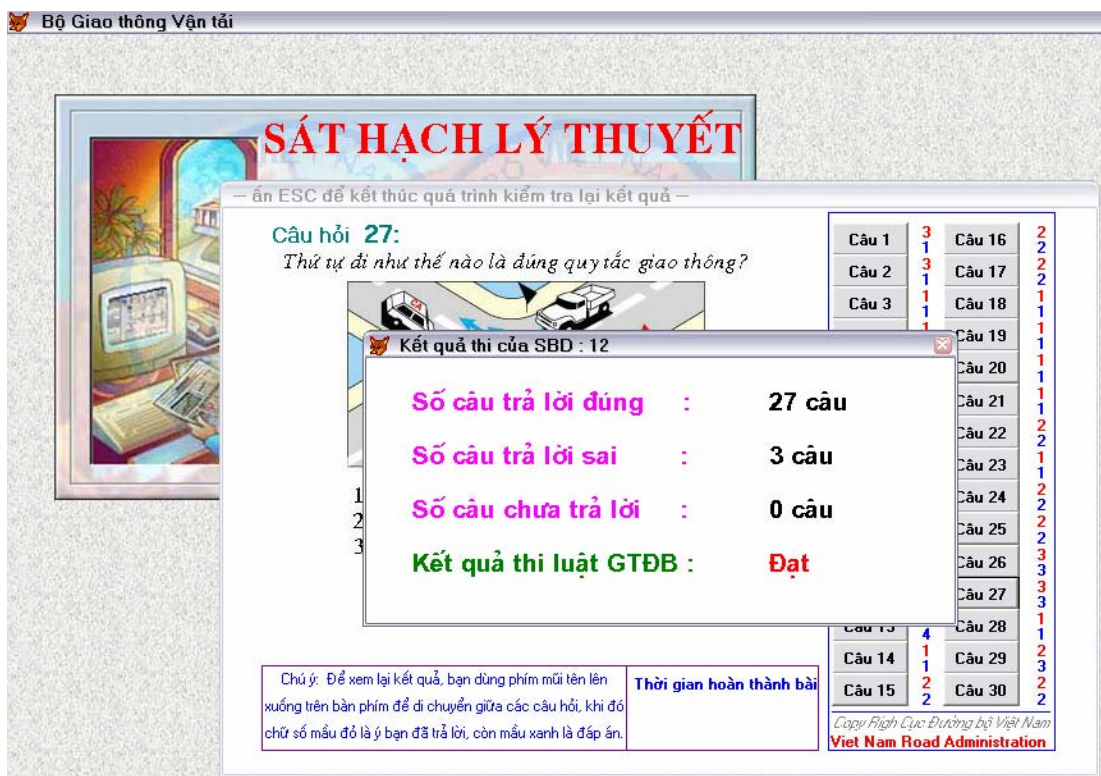 Bộ Giao thông Vận tải
SÁT HẠCH LÝ THUYẾT
— ấn ESC để kết thúc quá trình kiểm tra lại kết quả —
Câu hỏi 27:
Thứ tự đi như thế nào là đúng quy tắc giao thông?
CA
Kết quả thi của SBD : 12
Số câu trả lời đúng : 27 câu
Số câu trả lời sai : 3 câu
Số câu chưa trả lời : 0 câu
Kết quả thi luật GTĐB : Đạt
1
2
3
Câu 1 3 1 Câu 16 2 2
Câu 2 3 1 Câu 17 2 2
Câu 3 1 1 Câu 18 1 1
Câu 19 1 1
Câu 20 1 1
Câu 21 1 1
Câu 22 2 2
Câu 23 1 1
Câu 24 2 2
Câu 25 2 2
Câu 26 3 3
Câu 27 3 3
Câu 13 4 Câu 28 1 1
Câu 14 1 1 Câu 29 2 3
Câu 15 2 2 Câu 30 2 2
Chú ý: Để xem lại kết quả, bạn dùng phím mũi tên lên
xuống trên bàn phím để di chuyển giữa các câu hỏi, khi đó
chữ số mầu đỏ là ý bạn đã trả lời, còn mầu xanh là đáp án.
Thời gian hoàn thành bài
Copy Righ Cục Đường bộ Việt Nam
Viet Nam Road Administration